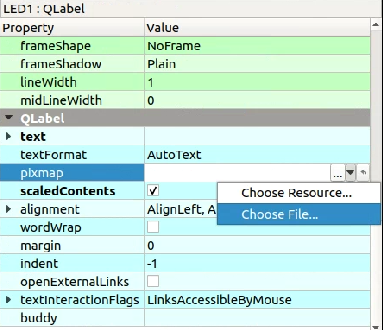 LED1 : QLabel
Property Value
frameShape NoFrame
frameShadow Plain
lineWidth 1
midLineWidth 0
QLabel
text
textFormat AutoText
pixmap ...
scaledContents
Choose Resource...
alignment AlignLeft, A
Choose File...
wordWrap
margin 0
indent -1
openExternalLinks
textInteractionFlags LinksAccessibleByMouse
buddy